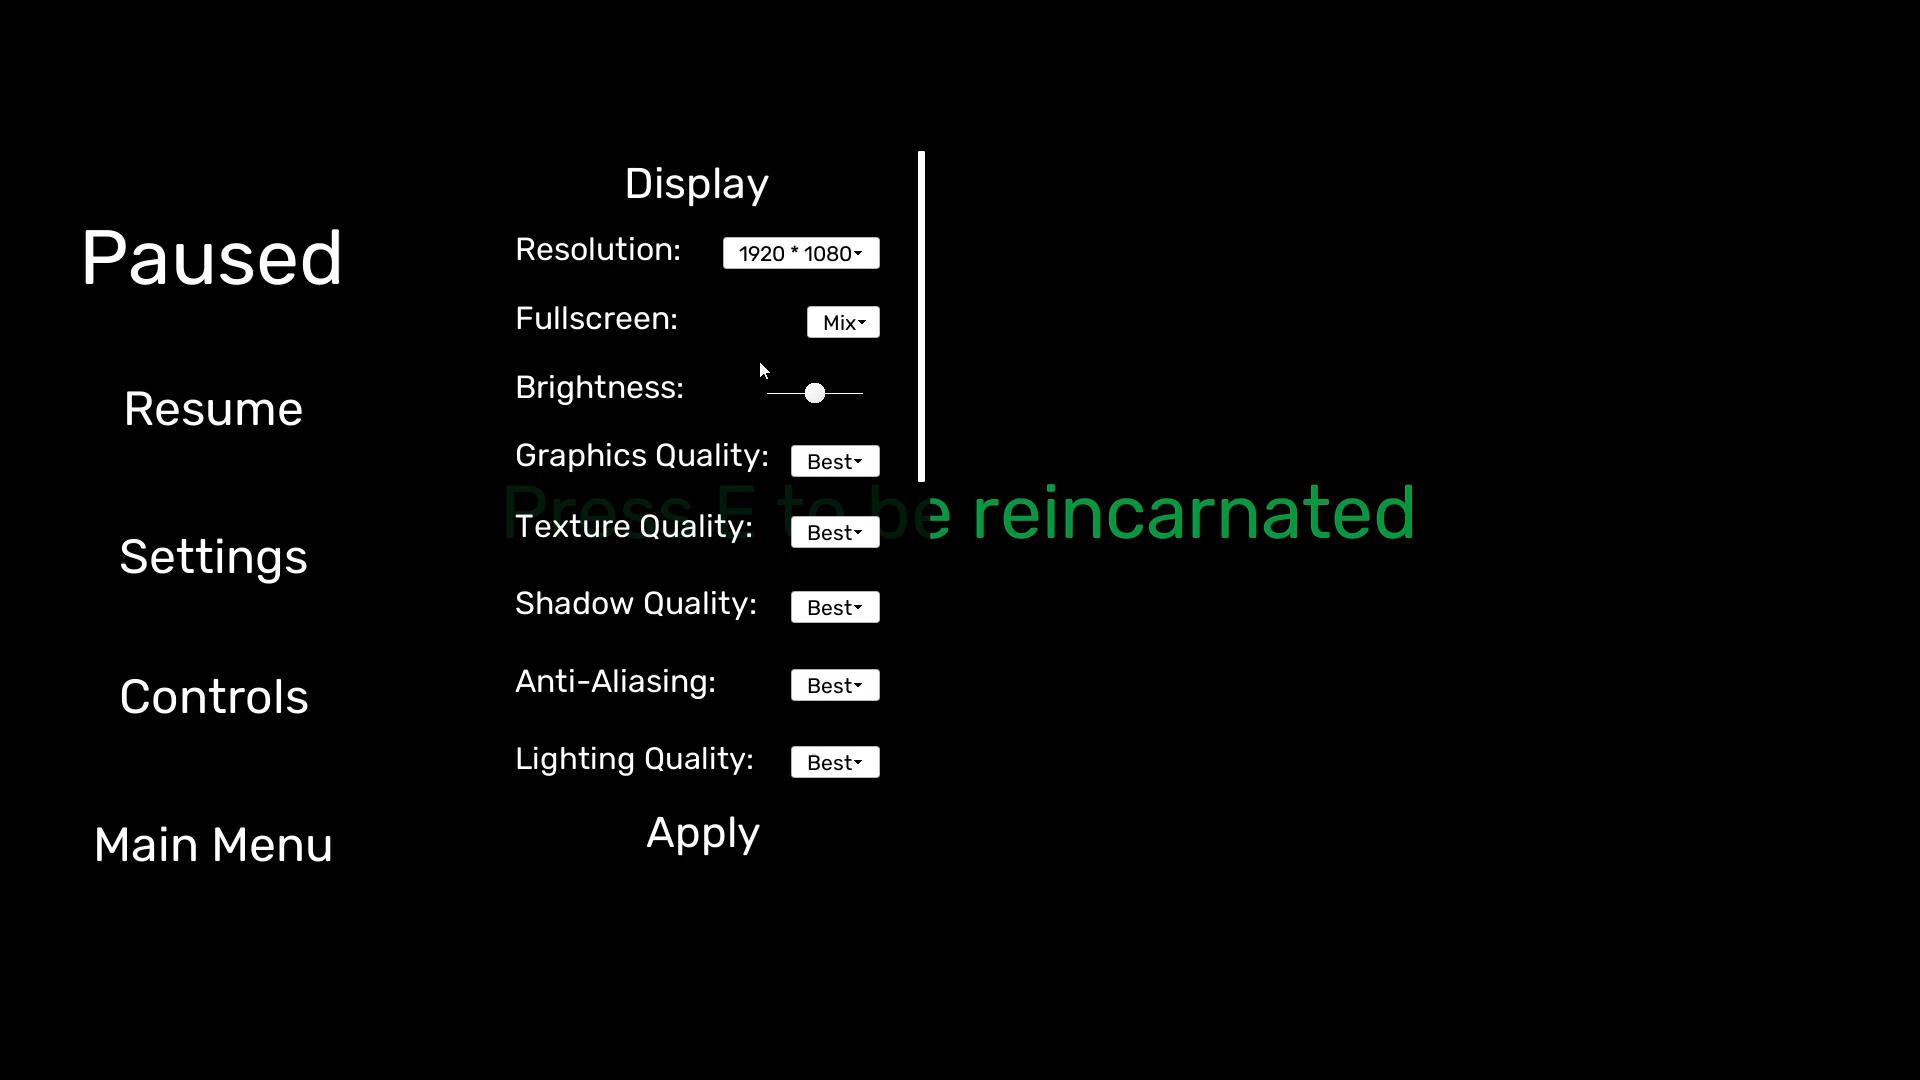 Paused
Resume
Settings
Controls
Main Menu
Display
Resolution: 1920 * 1080
Fullscreen: Mix
Brightness:
Graphics Quality: Best
Press E to be reincarnated
Texture Quality: Best
Shadow Quality: Best
Anti-Aliasing: Best
Lighting Quality: Best
Apply